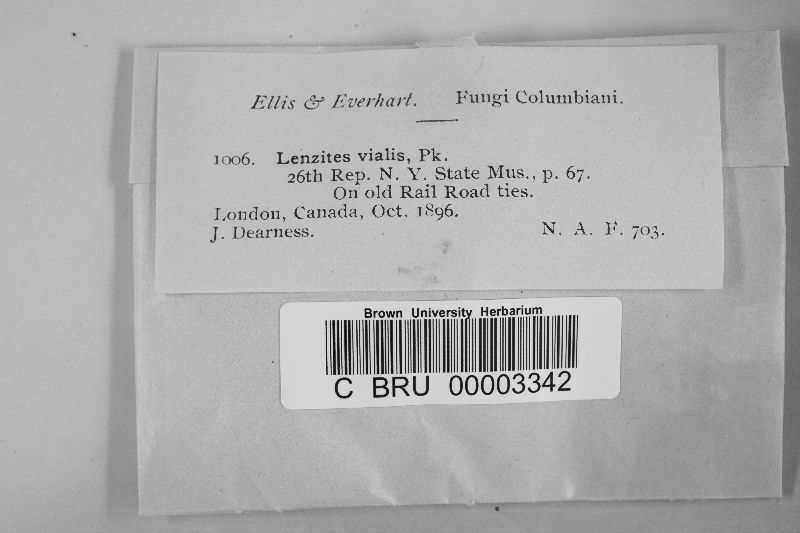 Ellis & Everhart. Fungi Columbiani.
1006. Lenzites vialis, Pk.
26th Rep. N. Y. State Mus., p. 67.
On old Rail Road ties.
London, Canada, Oct. 1896.
J. Dearness. N. A. F. 703.
Brown University Herbarium
C BRU 00003342